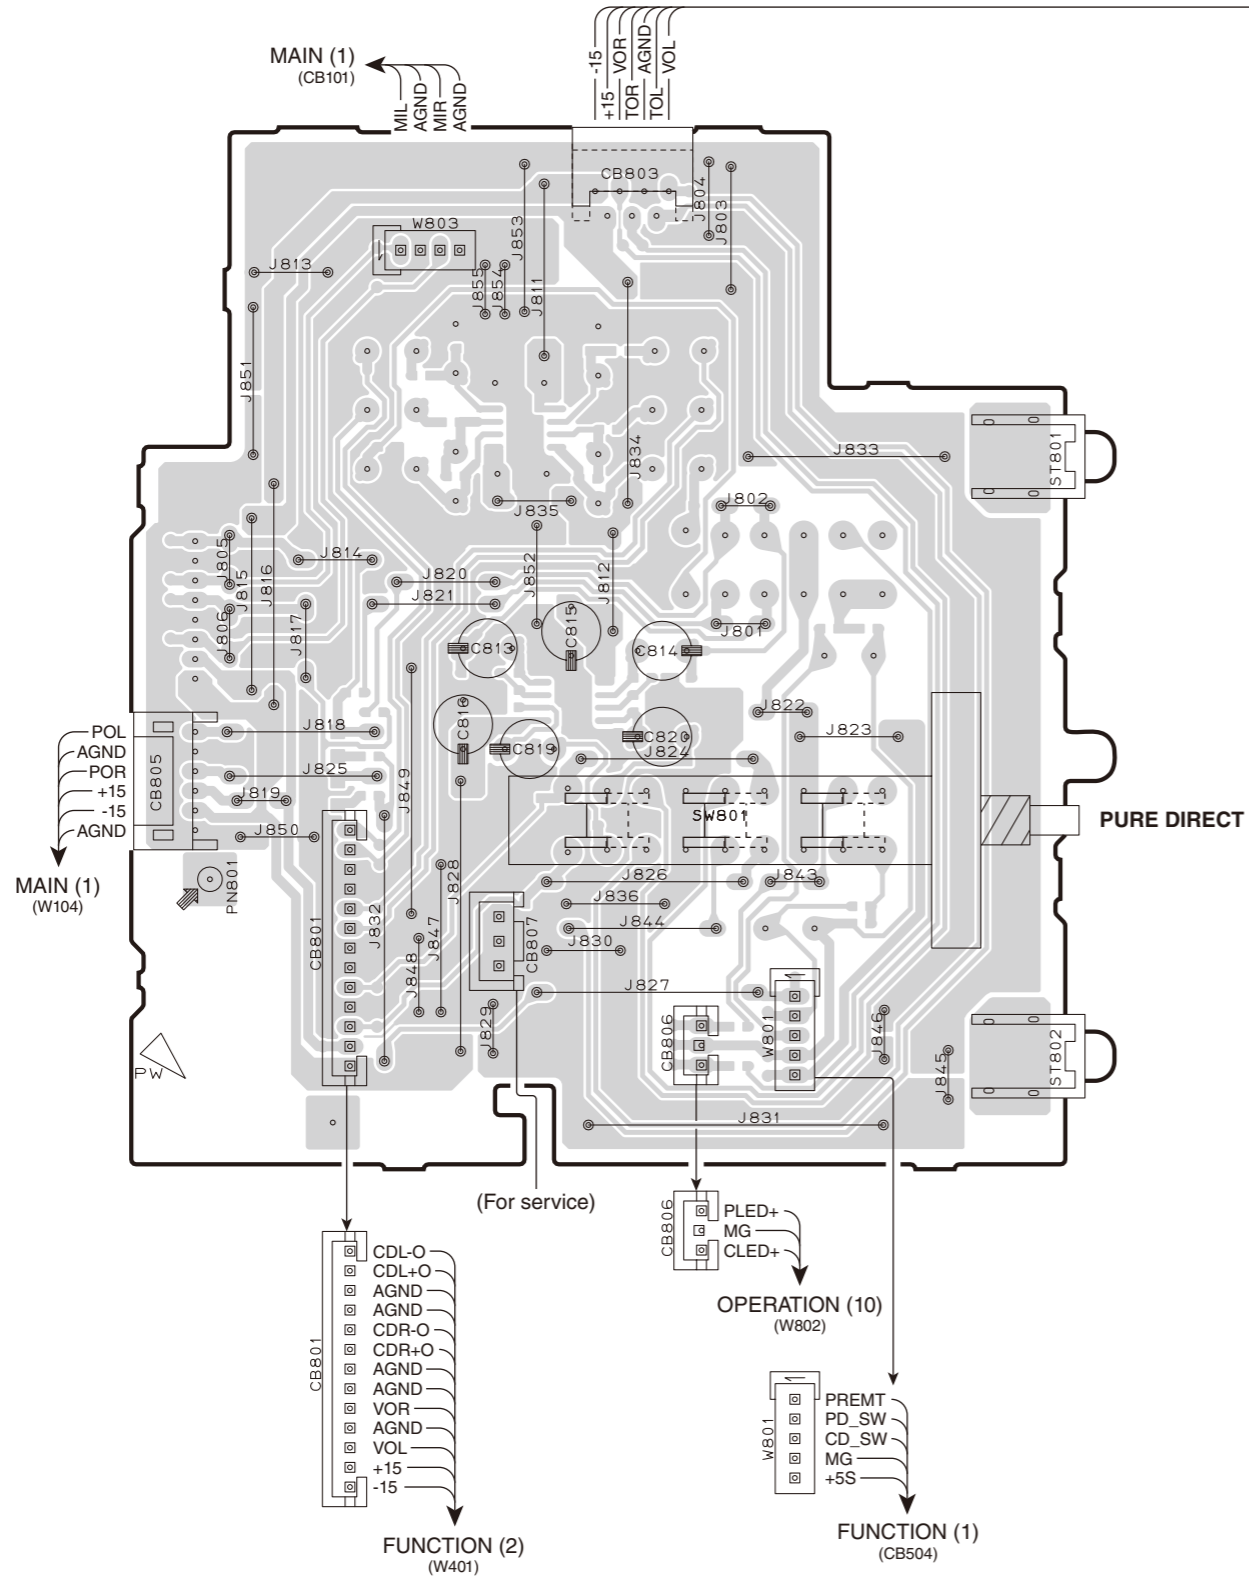 MAIN (1)
(CB101)
MIL
AGND
MIR
AGND
-15
+15
VOR
TOR
AGND
TOL
VOL
CB803
J804
J803
W803
J853
J813
J855
J854
J811
J851
J834
J833
ST801
J802
J835
J805
J815
J816
J814
J852
J812
J820
J821
J806
J817
J801
C813
C815
C814
J822
C816
J818
C819
C820
J823
J824
POL
AGND
POR
+15
-15
AGND
CB805
J825
J849
J819
SW801
PURE DIRECT
J850
MAIN (1)
(W104)
PN801
J828
J826
J843
CB801
J832
J847
J836
J844
CB807
J830
J848
J827
J829
CB806
W801
J846
ST802
J845
PW
J831
(For service)
CB806
PLED+
MG
CLED+
OPERATION (10)
(W802)
CB801
CDL-O
CDL+O
AGND
AGND
CDR-O
CDR+O
AGND
AGND
VOR
AGND
VOL
+15
-15
FUNCTION (2)
(W401)
W801
1
PREMT
PD_SW
CD_SW
MG
+5S
FUNCTION (1)
(CB504)